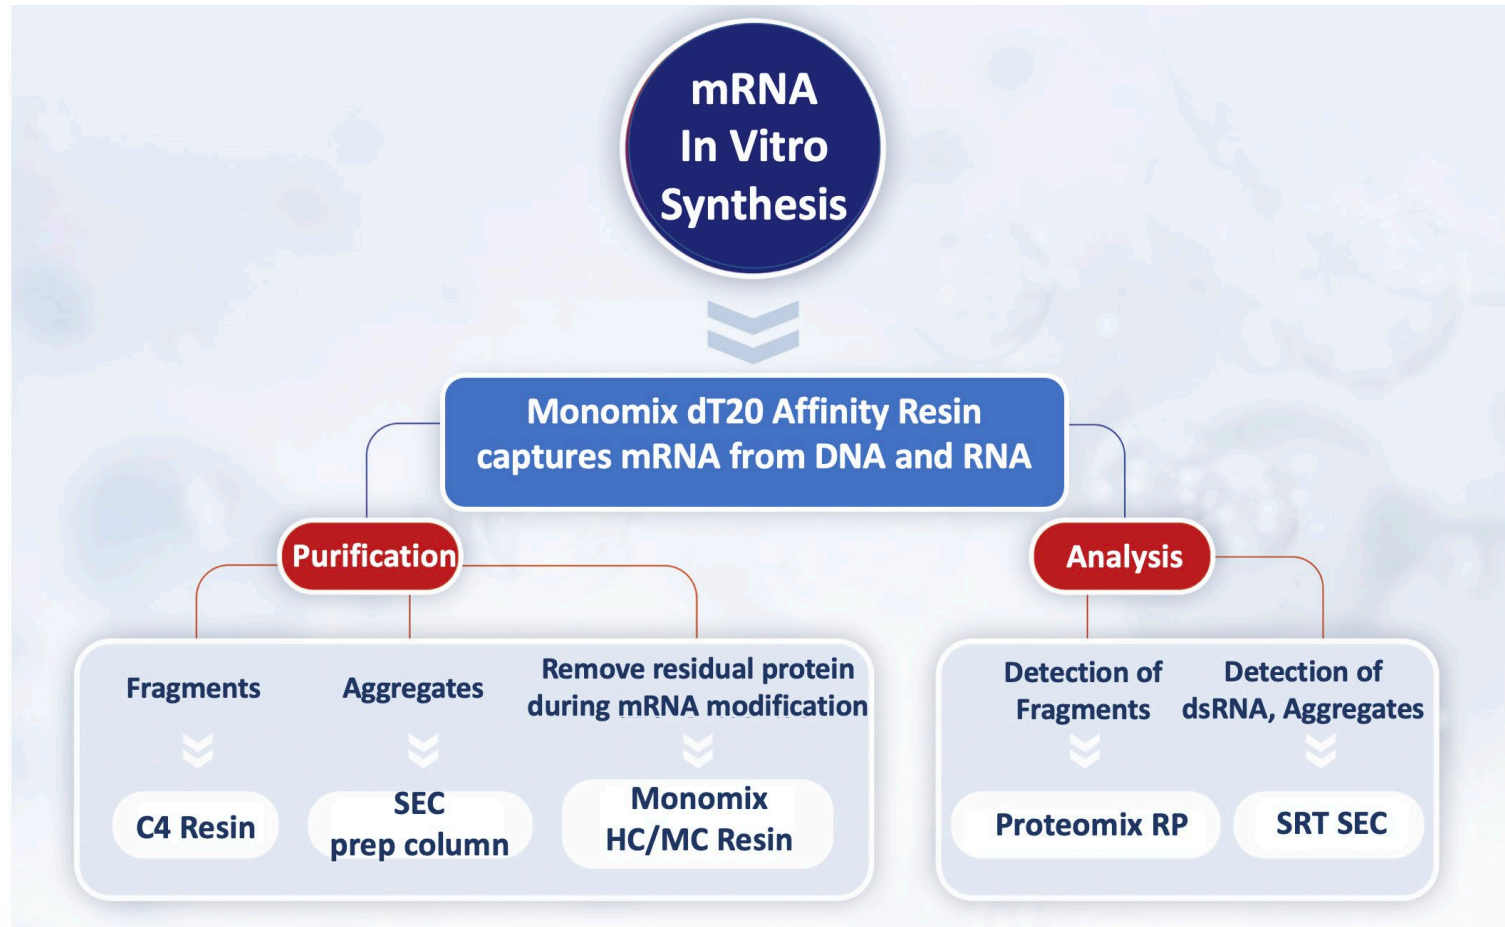 mRNA
In Vitro
Synthesis
Monomix dT20 Affinity Resin
captures mRNA from DNA and RNA
Purification
Analysis
Fragments
Aggregates
Remove residual protein
during mRNA modification
Detection of
Fragments
Detection of
dsRNA, Aggregates
C4 Resin
SEC
prep column
Monomix
HC/MC Resin
Proteomix RP
SRT SEC